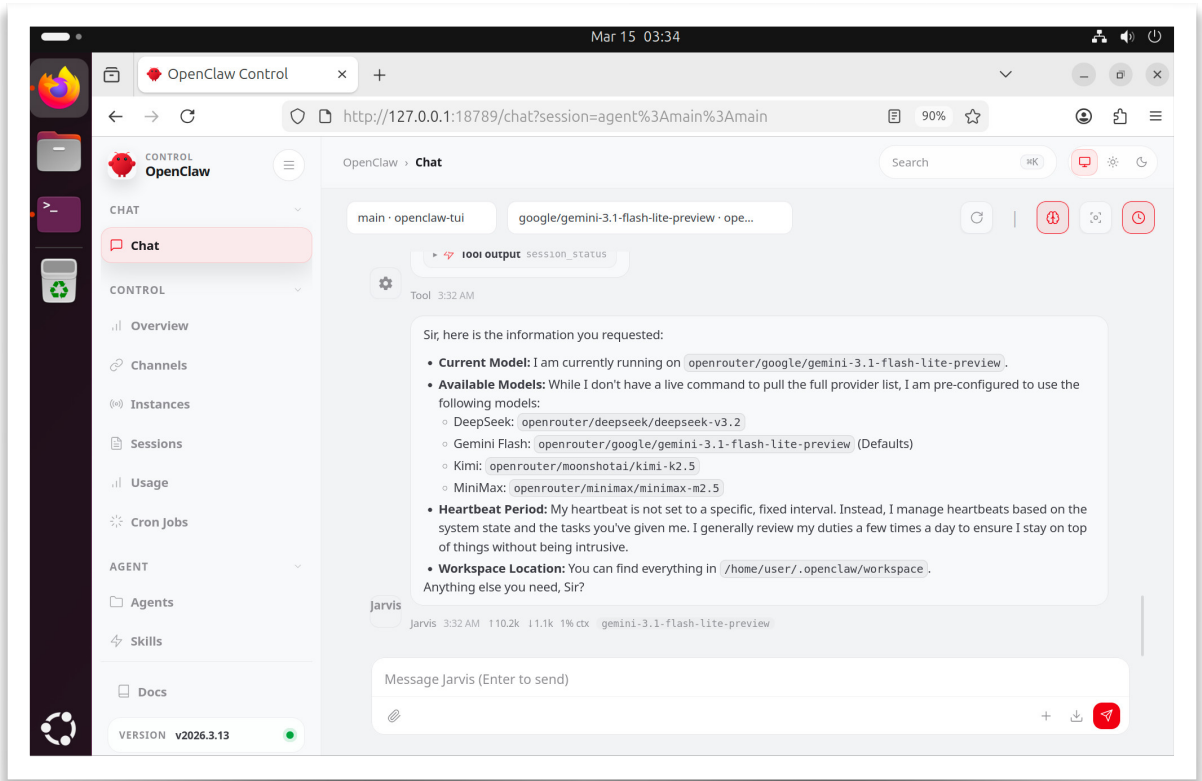 Mar 15 03:34
OpenClaw Control
http://127.0.0.1:18789/chat?session=agent%3Amain%3Amain
90%
CONTROL
OpenClaw
OpenClaw › Chat
Search
⌘K
CHAT
main · openclaw-tui
google/gemini-3.1-flash-lite-preview · ope...
Chat
Tool output session_status
CONTROL
Tool 3:32 AM
Overview
Channels
Instances
Sessions
Usage
Cron Jobs
AGENT
Agents
Skills
Docs
VERSION v2026.3.13
Sir, here is the information you requested:
• Current Model: I am currently running on openrouter/google/gemini-3.1-flash-lite-preview.
• Available Models: While I don't have a live command to pull the full provider list, I am pre-configured to use the
following models:
◦ DeepSeek: openrouter/deepseek/deepseek-v3.2
◦ Gemini Flash: openrouter/google/gemini-3.1-flash-lite-preview (Defaults)
◦ Kimi: openrouter/moonshotai/kimi-k2.5
◦ MiniMax: openrouter/minimax/minimax-m2.5
• Heartbeat Period: My heartbeat is not set to a specific, fixed interval. Instead, I manage heartbeats based on the
system state and the tasks you've given me. I generally review my duties a few times a day to ensure I stay on top
of things without being intrusive.
• Workspace Location: You can find everything in /home/user/.openclaw/workspace.
Anything else you need, Sir?
Jarvis
Jarvis 3:32 AM ↑10.2k ↓1.1k 1% ctx gemini-3.1-flash-lite-preview
Message Jarvis (Enter to send)